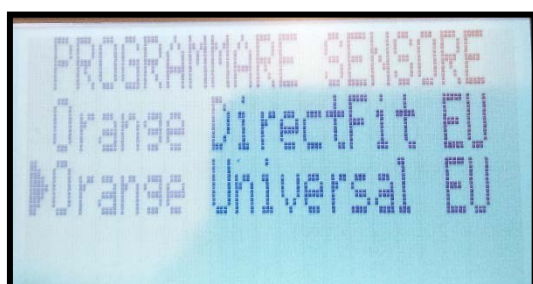 PROGRAMMARE SENSORE
Orange DirectFit EU
Orange Universal EU